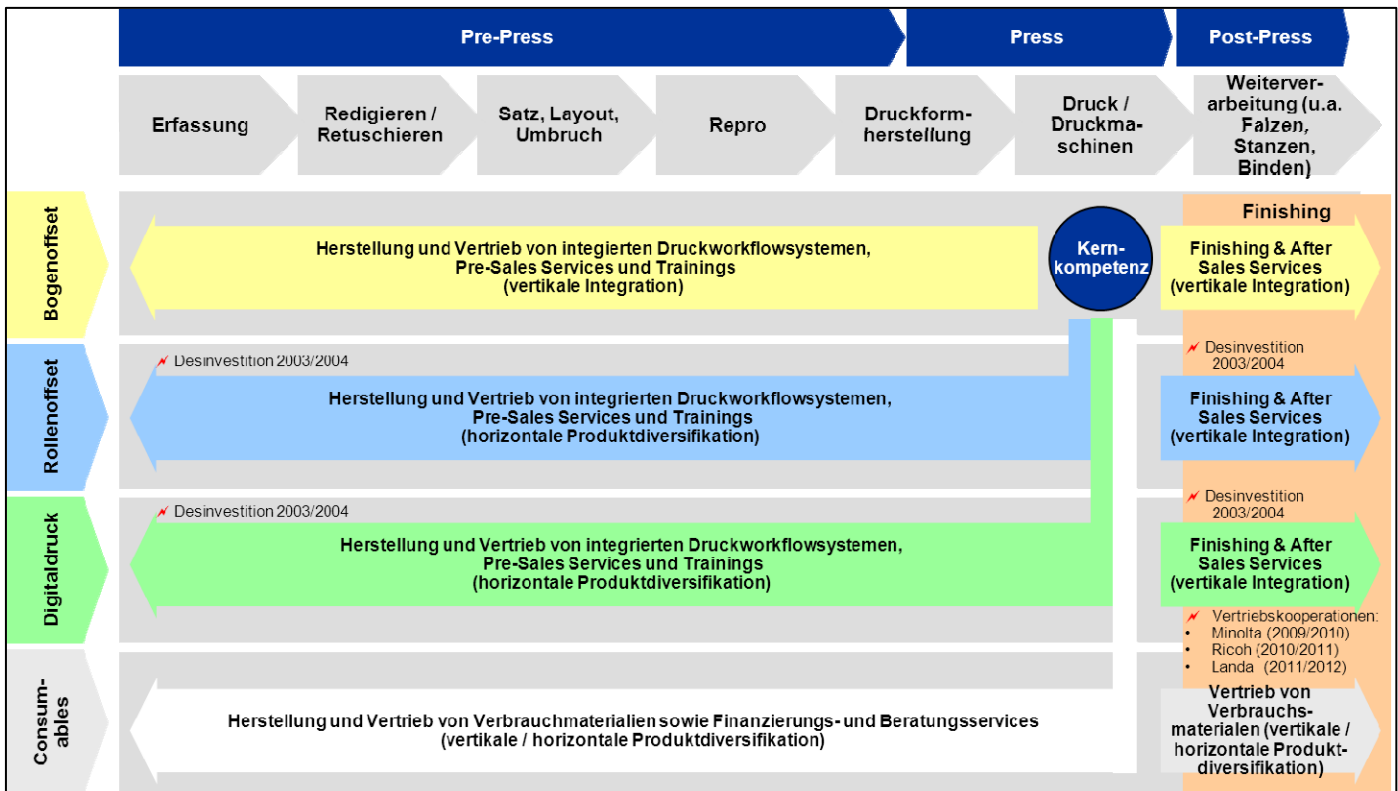 Pre-Press
Press
Post-Press
Erfassung
Redigieren /
Retuschieren
Satz, Layout,
Umbruch
Repro
Druckform-
herstellung
Druck /
Druckma-
schinen
Weiterver-
arbeitung (u.a.
Falzen,
Stanzen,
Binden)
Bogenoffset
Herstellung und Vertrieb von integrierten Druckworkflowsystemen,
Pre-Sales Services und Trainings
(vertikale Integration)
Kern-
kompetenz
Finishing
Finishing & After
Sales Services
(vertikale Integration)
Rollenoffset
Desinvestition 2003/2004
Herstellung und Vertrieb von integrierten Druckworkflowsystemen,
Pre-Sales Services und Trainings
(horizontale Produktdiversifikation)
Desinvestition
2003/2004
Finishing & After
Sales Services
(vertikale Integration)
Digitaldruck
Desinvestition 2003/2004
Herstellung und Vertrieb von integrierten Druckworkflowsystemen,
Pre-Sales Services und Trainings
(horizontale Produktdiversifikation)
Desinvestition
2003/2004
Finishing & After
Sales Services
(vertikale Integration)
Vertriebskooperationen:
• Minolta (2009/2010)
• Ricoh (2010/2011)
• Landa (2011/2012)
Consum-
ables
Herstellung und Vertrieb von Verbrauchmaterialien sowie Finanzierungs- und Beratungsservices
(vertikale / horizontale Produktdiversifikation)
Vertrieb von
Verbrauchs-
materialen (vertikale /
horizontale Produkt-
diversifikation)